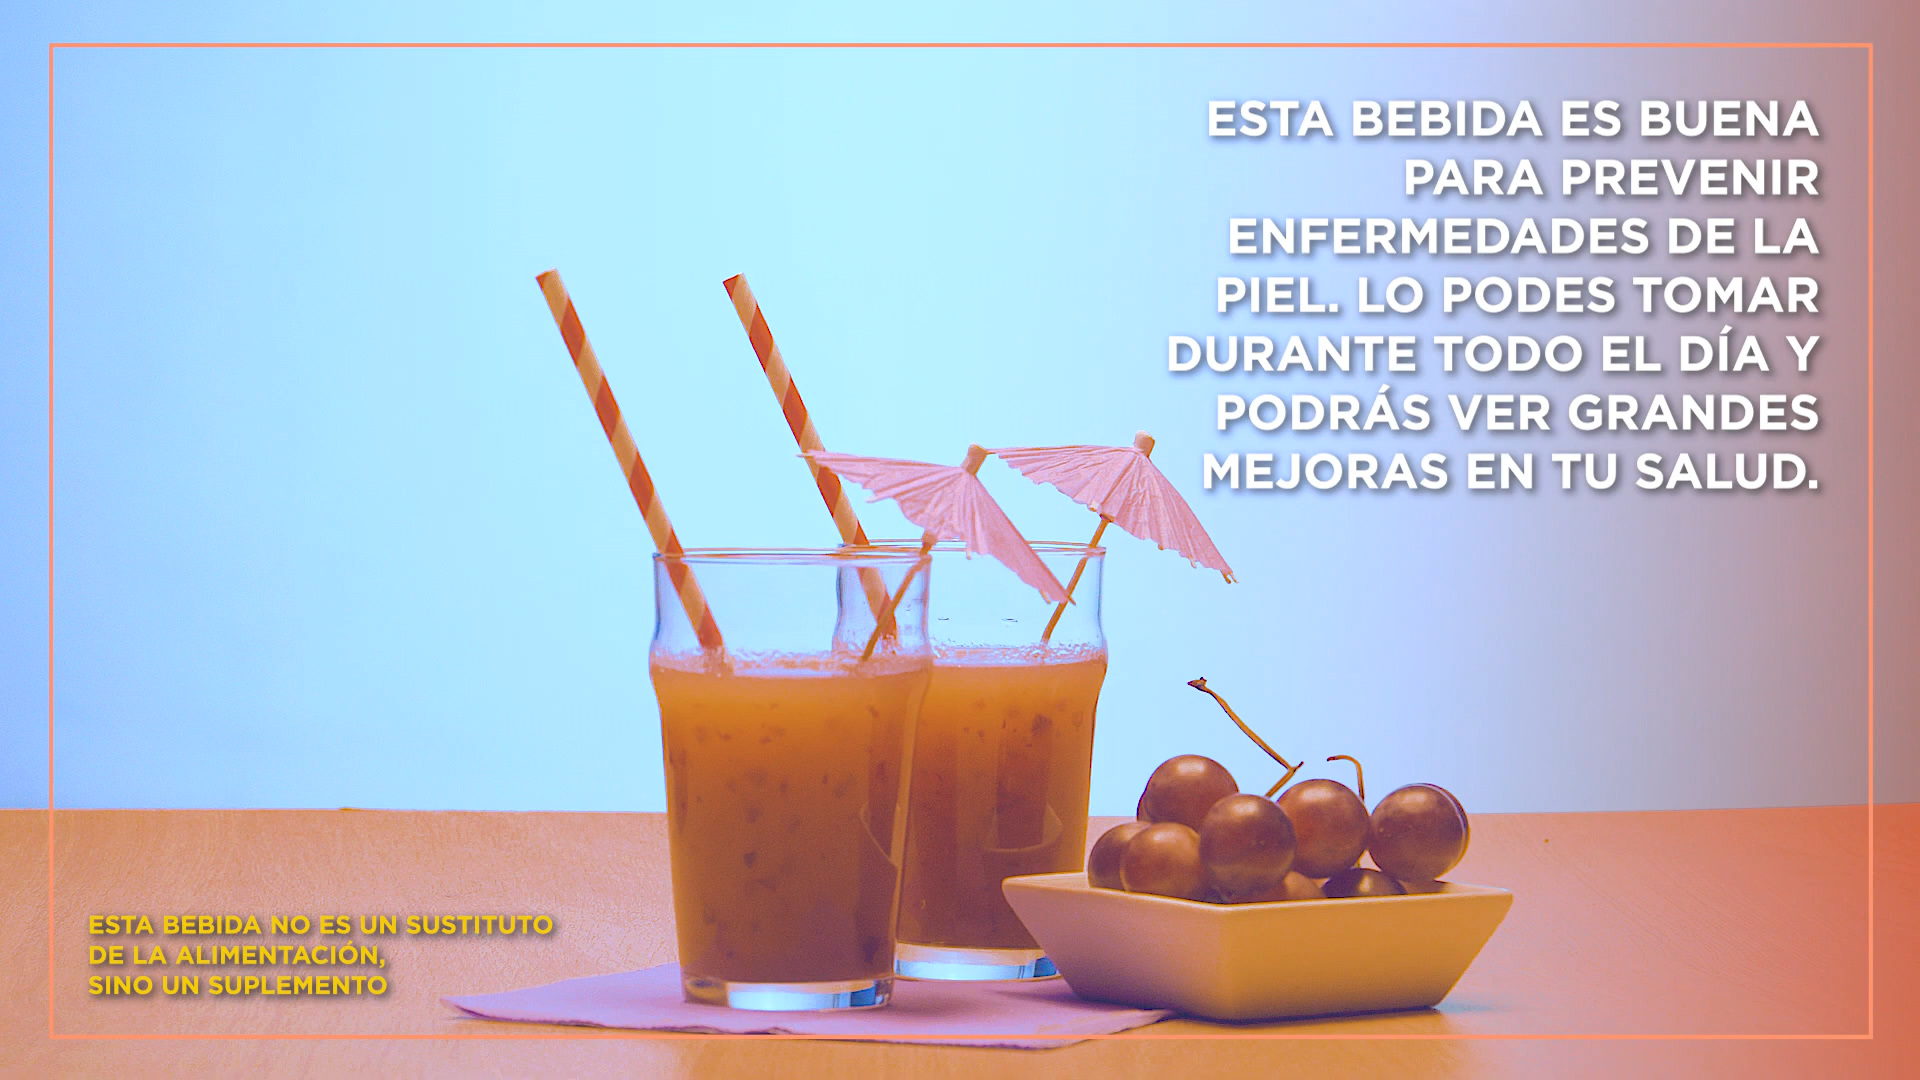 ESTA BEBIDA ES BUENA
PARA PREVENIR
ENFERMEDADES DE LA
PIEL. LO PODES TOMAR
DURANTE TODO EL DÍA Y
PODRÁS VER GRANDES
MEJORAS EN TU SALUD.
ESTA BEBIDA NO ES UN SUSTITUTO
DE LA ALIMENTACIÓN,
SINO UN SUPLEMENTO